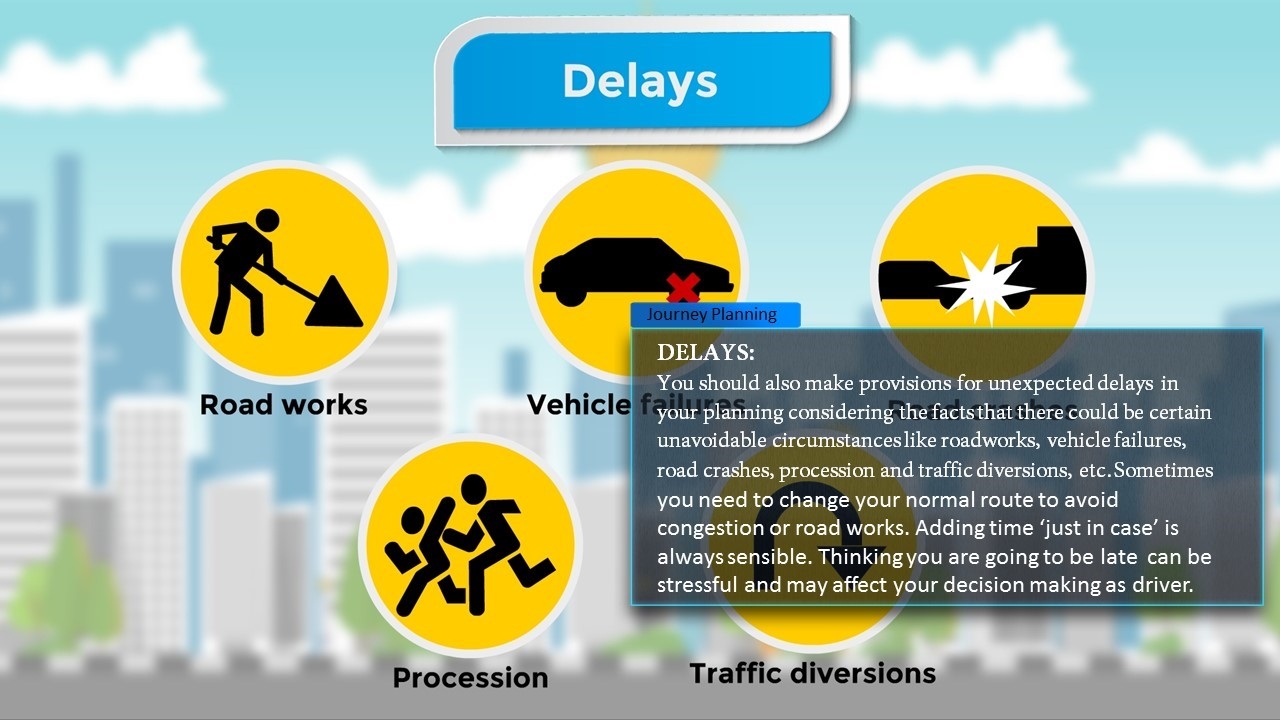 Delays
Road works
Vehicle failures
Road crashes
Journey Planning
DELAYS:
You should also make provisions for unexpected delays in
your planning considering the facts that there could be certain
unavoidable circumstances like roadworks, vehicle failures,
road crashes, procession and traffic diversions, etc. Sometimes
you need to change your normal route to avoid
congestion or road works. Adding time ‘just in case’ is
always sensible. Thinking you are going to be late can be
stressful and may affect your decision making as driver.
Procession
Traffic diversions